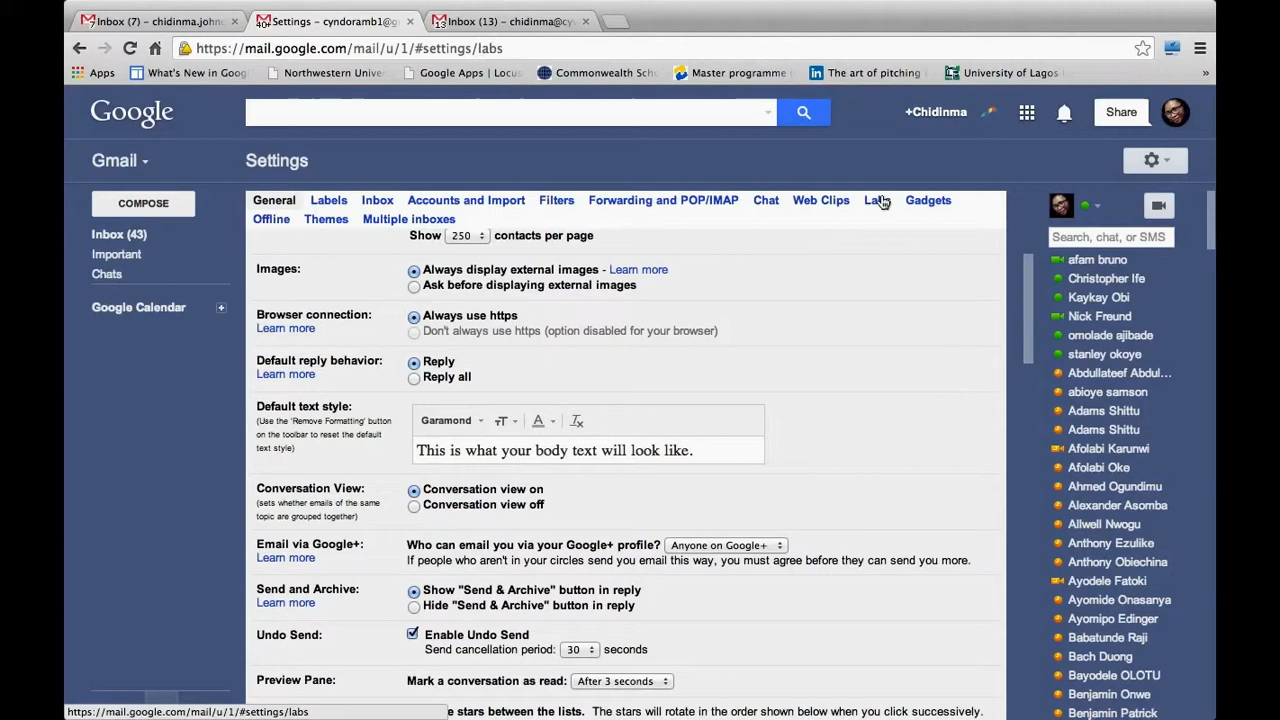 7 Inbox (7) - chidinma.john ×
40+ Settings - cyndoramb1@g ×
13 Inbox (13) - chidinma@cy ×
https://mail.google.com/mail/u/1/#settings/labs
Apps What's New in Goog Northwestern Univer Google Apps | Locus Commonwealth Sch Master programme The art of pitching University of Lagos »
Google +Chidinma Share
Gmail Settings
General Labels Inbox Accounts and Import Filters Forwarding and POP/IMAP Chat Web Clips Gadgets
Offline Themes Multiple inboxes
COMPOSE
Inbox (43)
Important
Chats
Google Calendar +
Show 250 contacts per page
Images: Always display external images - Learn more
Ask before displaying external images
Browser connection: Always use https
Learn more Don't always use https (option disabled for your browser)
Default reply behavior: Reply
Learn more Reply all
Default text style: Garamond TT A Tx
(Use the 'Remove Formatting' button
on the toolbar to reset the default
text style)
This is what your body text will look like.
Conversation View: Conversation view on
(sets whether emails of the same
topic are grouped together)
Conversation view off
Email via Google+: Who can email you via your Google+ profile? Anyone on Google+
Learn more If people who aren't in your circles send you email this way, you must agree before they can send you more.
Send and Archive: Show "Send & Archive" button in reply
Learn more Hide "Send & Archive" button in reply
Undo Send: Enable Undo Send
Send cancellation period: 30 seconds
Preview Pane: Mark a conversation as read: After 3 seconds
e stars between the lists. The stars will rotate in the order shown below when you click successively.
Search, chat, or SMS
afam bruno
Christopher Ife
Kaykay Obi
Nick Freund
omolade ajibade
stanley okoye
Abdullateef Abdul...
abioye samson
Adams Shittu
Adams Shittu
Afolabi Karunwi
Afolabi Oke
Ahmed Ogundimu
Alexander Asomba
Allwell Nwogu
Anthony Ezulike
Anthony Obiechina
Ayodele Fatoki
Ayomide Onasanya
Ayomipo Edinger
Babatunde Raji
Bach Duong
Bayodele OLOTU
Benjamin Onwe
Benjamin Patrick
https://mail.google.com/mail/u/1/#settings/labs